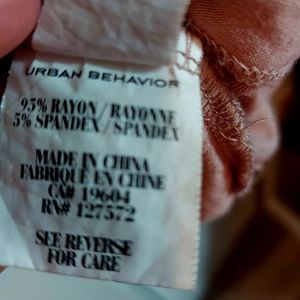 URBAN BEHAVIOR
95% RAYON/RAYONNE
5% SPANDEX/SPANDEX
MADE IN CHINA
FABRIQUÉ EN CHINE
CA# 19604
RN# 127572
SEE REVERSE
FOR CARE